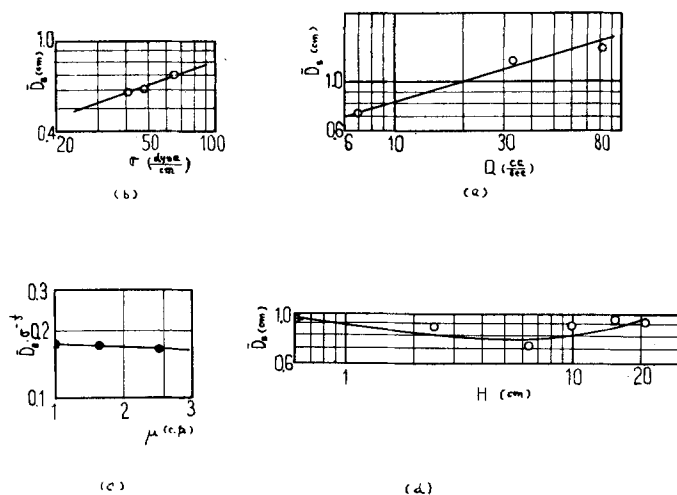 1.0
D̄B (cm)
0.4
20 50 100
σ (dyne/cm)
(b)
D̄B (cm)
1.0
0.6
6 10 30 80
Q (cc/sec)
(a)
0.3
D̄B·σ
0.2
0.1
1 2 3
μ (c.p.)
(c)
1.0
D̄B (cm)
0.6
1 10 20
H (cm)
(d)